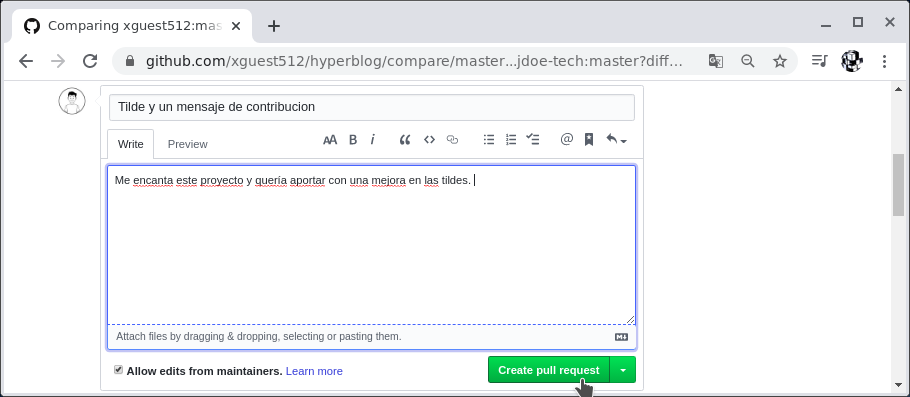 Comparing xguest512:mas
github.com/xguest512/hyperblog/compare/master...jdoe-tech:master?diff…
Tilde y un mensaje de contribucion
Write Preview AA B i @
Me encanta este proyecto y quería aportar con una mejora en las tildes.
Attach files by dragging & dropping, selecting or pasting them.
Allow edits from maintainers. Learn more
Create pull request